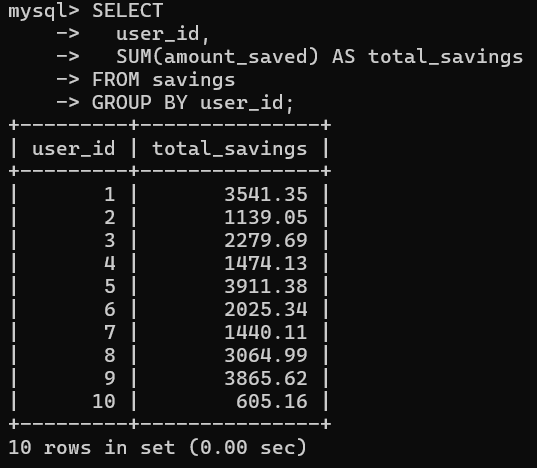 mysql> SELECT
    ->   user_id,
    ->   SUM(amount_saved) AS total_savings
    -> FROM savings
    -> GROUP BY user_id;
+---------+---------------+
| user_id | total_savings |
+---------+---------------+
|       1 |       3541.35 |
|       2 |       1139.05 |
|       3 |       2279.69 |
|       4 |       1474.13 |
|       5 |       3911.38 |
|       6 |       2025.34 |
|       7 |       1440.11 |
|       8 |       3064.99 |
|       9 |       3865.62 |
|      10 |        605.16 |
+---------+---------------+
10 rows in set (0.00 sec)